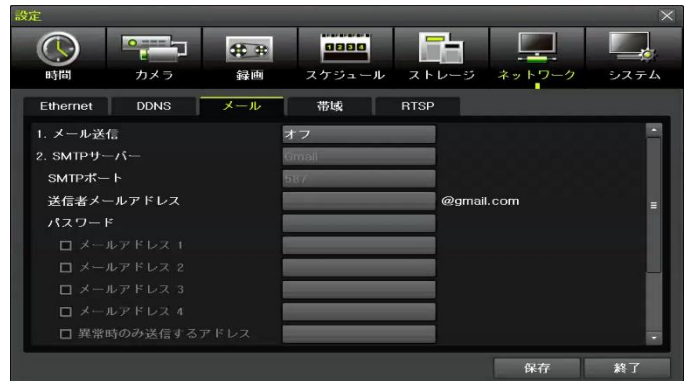 設定
時間 カメラ 録画 スケジュール ストレージ ネットワーク システム
Ethernet DDNS メール 帯域 RTSP
1. メール送信 オフ
2. SMTPサーバー Gmail
SMTPポート 587
送信者メールアドレス @gmail.com
パスワード
メールアドレス 1
メールアドレス 2
メールアドレス 3
メールアドレス 4
異常時のみ送信するアドレス
保存 終了